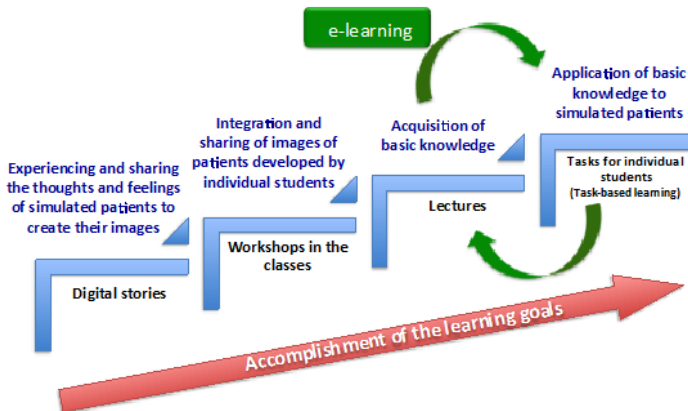 e-learning
Application of basic
knowledge to
simulated patients
Integration and
sharing of images of
patients developed by
individual students
Acquisition of
basic knowledge
Experiencing and sharing
the thoughts and feelings
of simulated patients to
create their images
Tasks for individual
students
(Task-based learning)
Lectures
Workshops in the
classes
Digital stories
Accomplishment of the learning goals